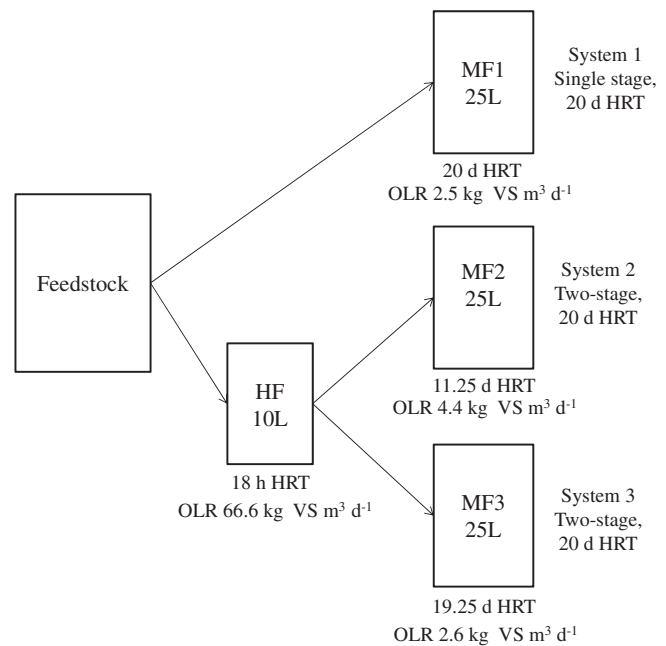 MF1
25L
System 1
Single stage,
20 d HRT
20 d HRT
OLR 2.5 kg VS m³ d⁻¹
Feedstock
MF2
25L
System 2
Two-stage,
20 d HRT
11.25 d HRT
OLR 4.4 kg VS m³ d⁻¹
HF
10L
18 h HRT
OLR 66.6 kg VS m³ d⁻¹
MF3
25L
System 3
Two-stage,
20 d HRT
19.25 d HRT
OLR 2.6 kg VS m³ d⁻¹